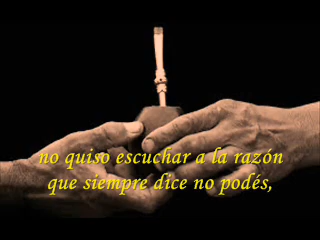 no quiso escuchar a la razón
que siempre dice no podés,